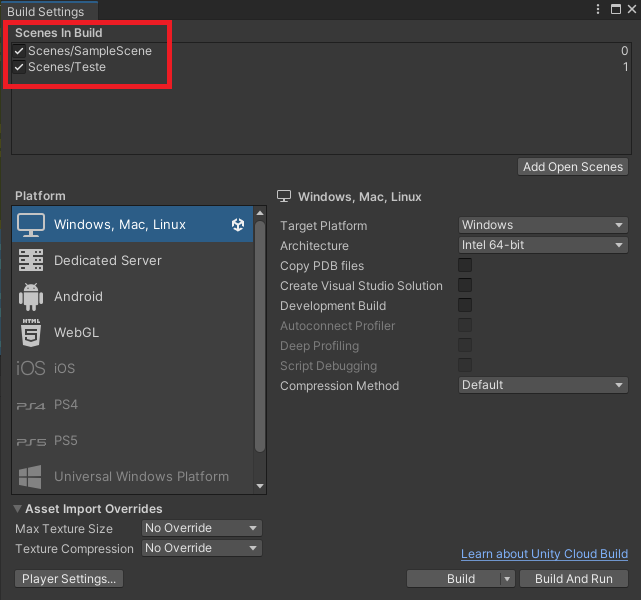 Build Settings
Scenes In Build
Scenes/SampleScene 0
Scenes/Teste 1
Add Open Scenes
Platform
Windows, Mac, Linux
Dedicated Server
Android
HTML 5 WebGL
iOS iOS
PS4 PS4
PS5 PS5
Universal Windows Platform
Windows, Mac, Linux
Target Platform Windows
Architecture Intel 64-bit
Copy PDB files
Create Visual Studio Solution
Development Build
Autoconnect Profiler
Deep Profiling
Script Debugging
Compression Method Default
Asset Import Overrides
Max Texture Size No Override
Texture Compression No Override
Learn about Unity Cloud Build
Player Settings...
Build
Build And Run